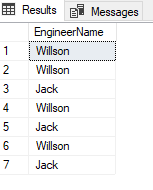 Results Messages
EngineerName
1 Willson
2 Willson
3 Jack
4 Willson
5 Jack
6 Willson
7 Jack